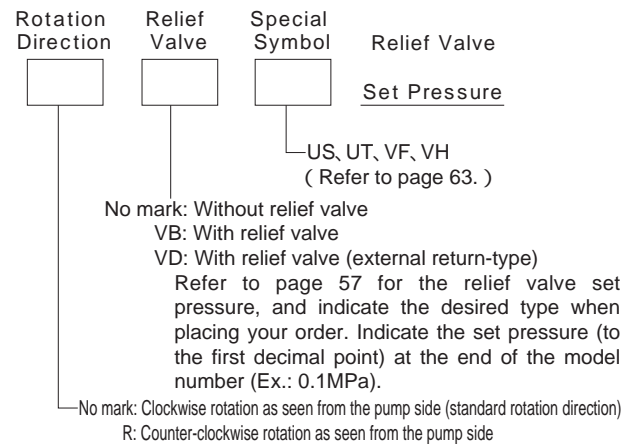 Rotation Direction
Relief Valve
Special Symbol
Relief Valve
Set Pressure
US、UT、VF、VH
( Refer to page 63. )
No mark: Without relief valve
VB: With relief valve
VD: With relief valve (external return-type)
Refer to page 57 for the relief valve set
pressure, and indicate the desired type when
placing your order. Indicate the set pressure (to
the first decimal point) at the end of the model
number (Ex.: 0.1MPa).
No mark: Clockwise rotation as seen from the pump side (standard rotation direction)
R: Counter-clockwise rotation as seen from the pump side